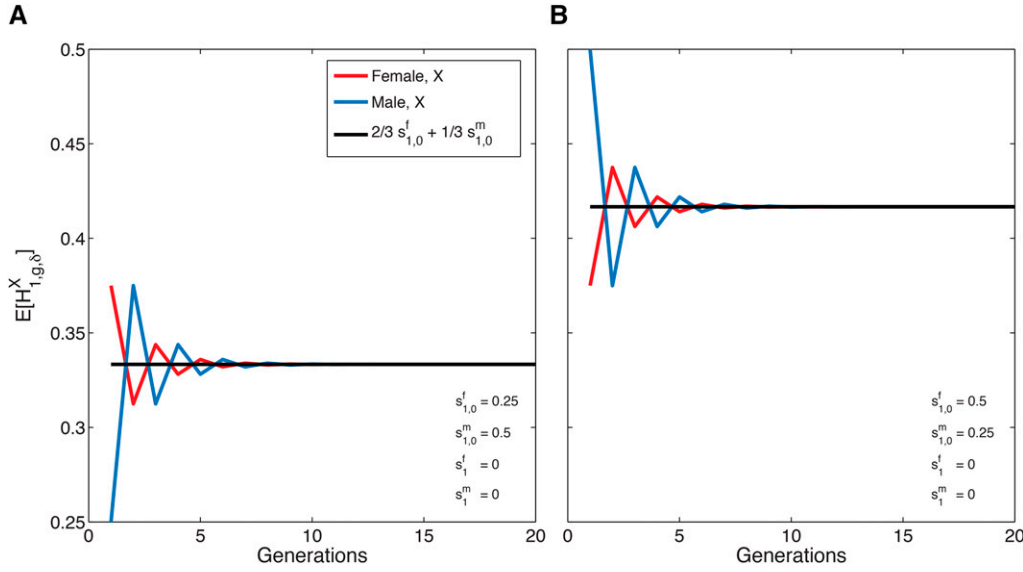 A
B
0.5
0.45
0.4
0.35
0.3
0.25
E[H^X_{1,g,δ}]
Female, X
Male, X
2/3 s^f_{1,0} + 1/3 s^m_{1,0}
s^f_{1,0} = 0.25
s^m_{1,0} = 0.5
s^f_1 = 0
s^m_1 = 0
0 5 10 15 20
Generations
s^f_{1,0} = 0.5
s^m_{1,0} = 0.25
s^f_1 = 0
s^m_1 = 0
0 5 10 15 20
Generations